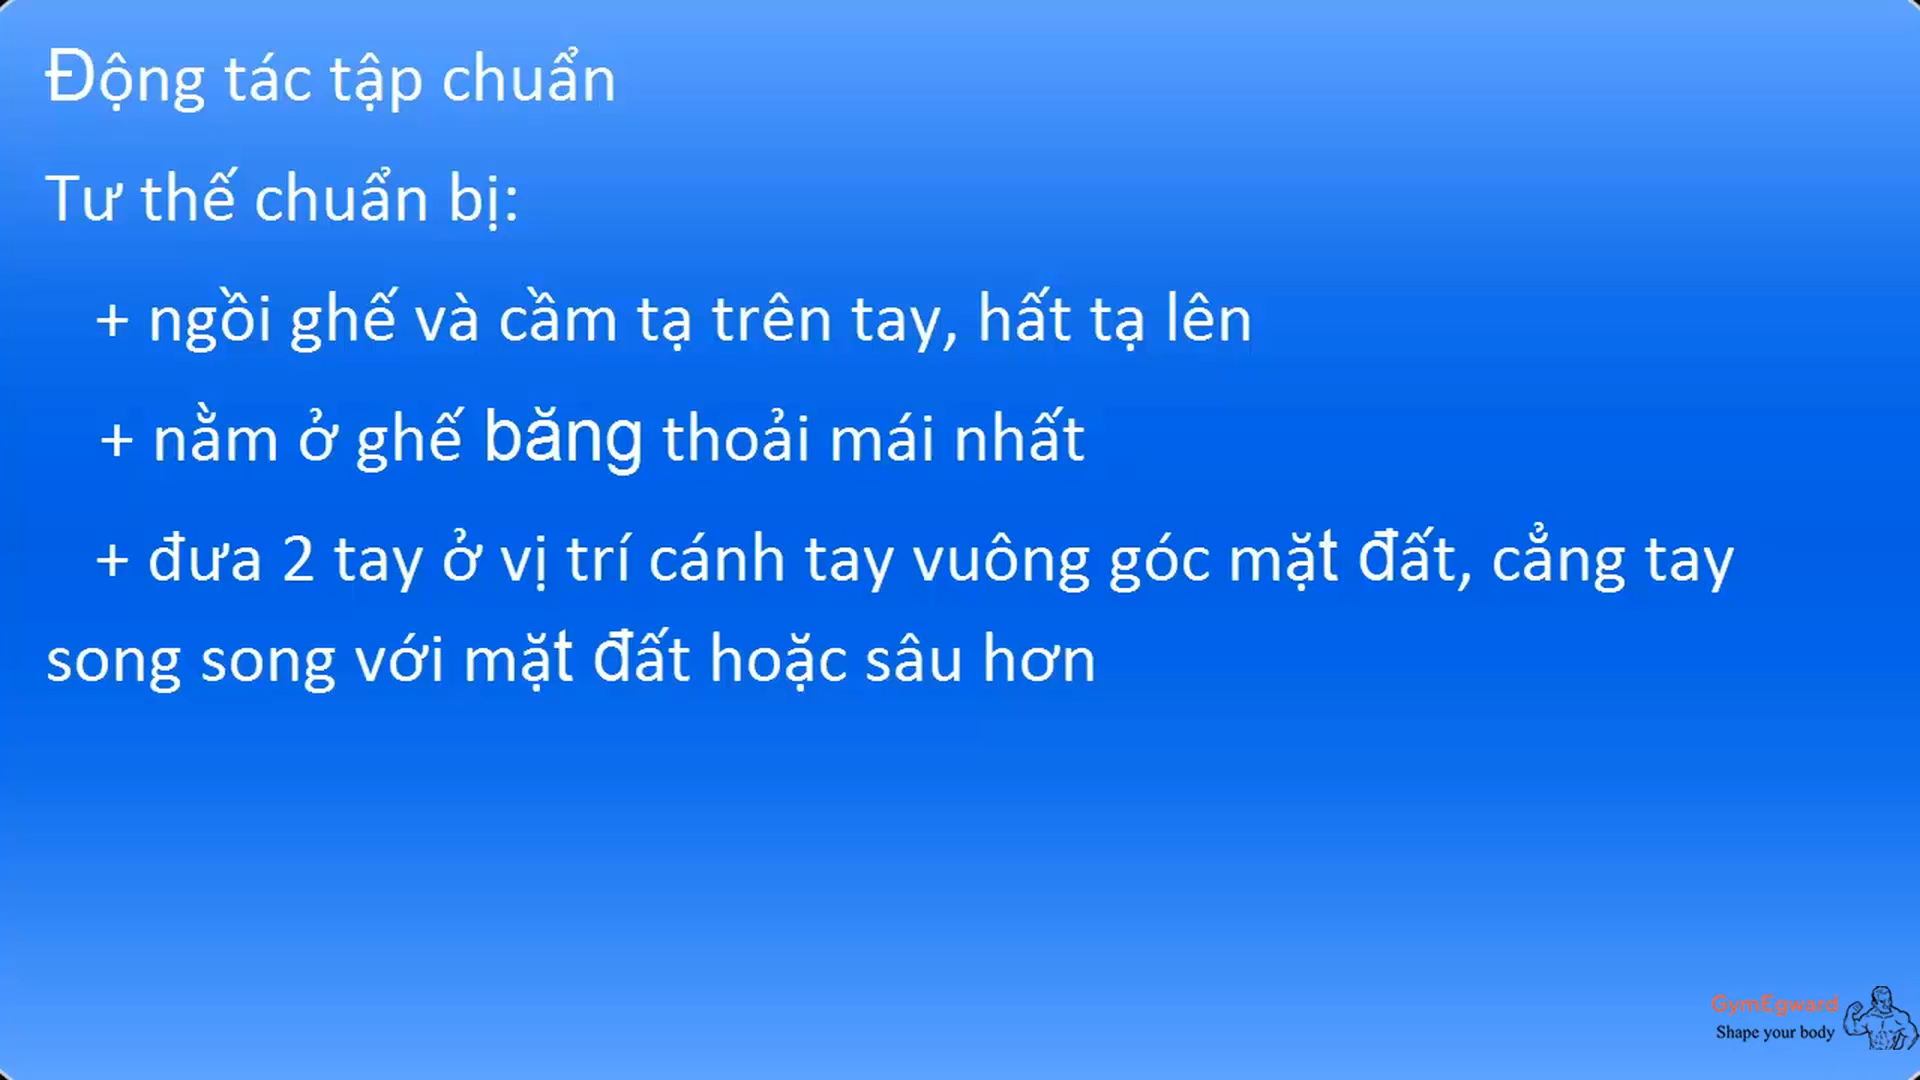 Động tác tập chuẩn
Tư thế chuẩn bị:
+ ngồi ghế và cầm tạ trên tay, hất tạ lên
+ nằm ở ghế băng thoải mái nhất
+ đưa 2 tay ở vị trí cánh tay vuông góc mặt đất, cẳng tay
song song với mặt đất hoặc sâu hơn
GymEgward
Shape your body